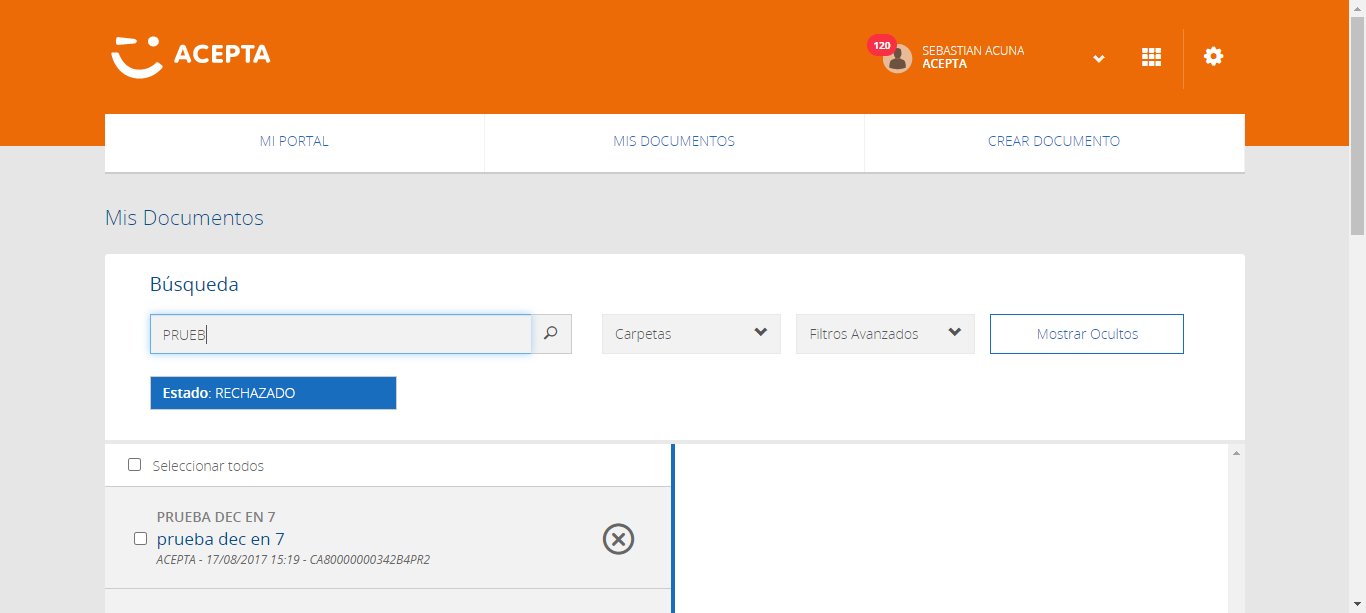 ACEPTA
120
SEBASTIAN ACUNA
ACEPTA
MI PORTAL
MIS DOCUMENTOS
CREAR DOCUMENTO
Mis Documentos
Búsqueda
PRUEB
Carpetas
Filtros Avanzados
Mostrar Ocultos
Estado: RECHAZADO
Seleccionar todos
PRUEBA DEC EN 7
prueba dec en 7
ACEPTA - 17/08/2017 15:19 - CA80000000342B4PR2